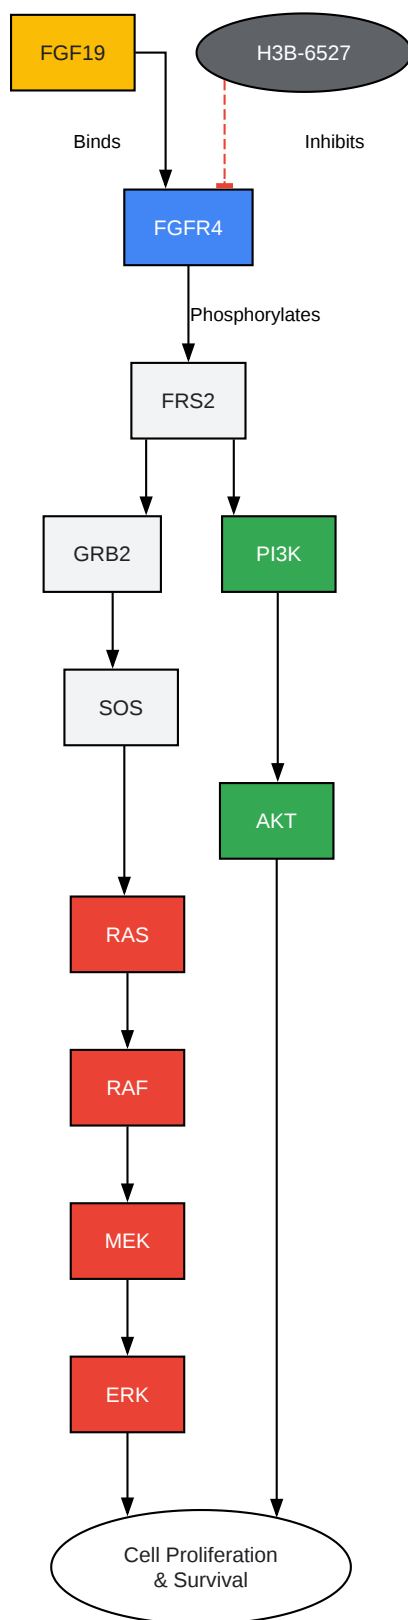 FGF19
H3B-6527
Binds
Inhibits
FGFR4
Phosphorylates
FRS2
GRB2
PI3K
SOS
AKT
RAS
RAF
MEK
ERK
Cell Proliferation
& Survival